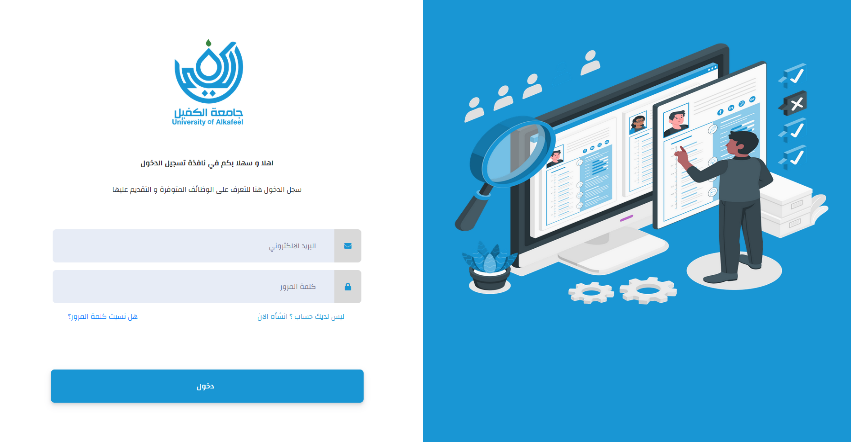 جامعة الكفيل
University of Alkafeel
اهلا و سهلا بكم في نافذة تسجيل الدخول
سجل الدخول هنا للتعرف على الوظائف المتوفرة و التقديم عليها
البريد الالكتروني
كلمة المرور
ليس لديك حساب ؟ انشأه الان
هل نسيت كلمة المرور؟
دخول